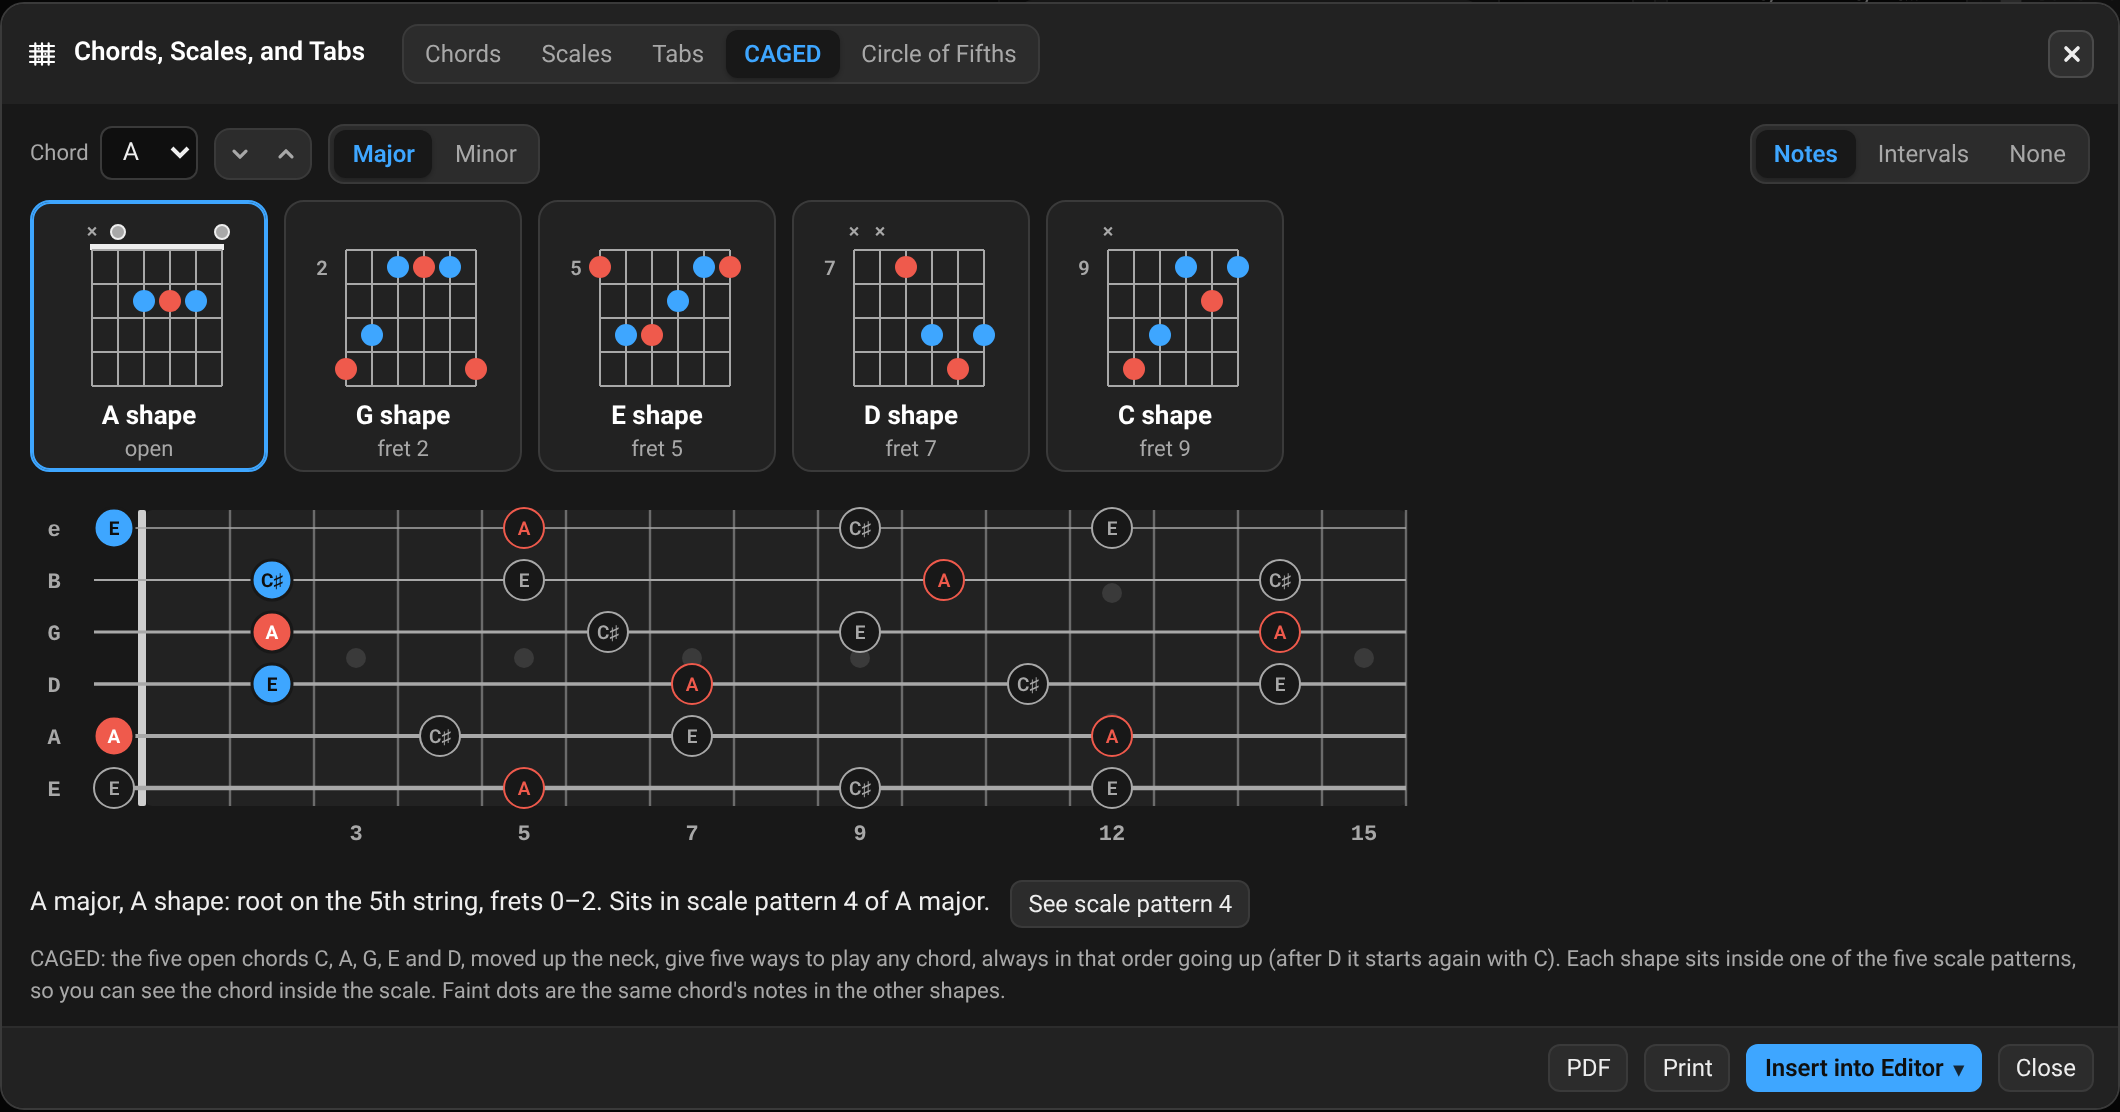 Chords, Scales, and Tabs Chords Scales Tabs CAGED Circle of Fifths ×
Chord A Major Minor Notes Intervals None
× × × ×
2 5 7 9
A shape G shape E shape D shape C shape
open fret 2 fret 5 fret 7 fret 9
e E A C♯ E
B C♯ E A C♯
G A C♯ E A
D E A C♯ E
A A C♯ E A
E E A C♯ E
3 5 7 9 12 15
A major, A shape: root on the 5th string, frets 0–2. Sits in scale pattern 4 of A major. See scale pattern 4
CAGED: the five open chords C, A, G, E and D, moved up the neck, give five ways to play any chord, always in that order going up (after D it starts again with C). Each shape sits inside one of the five scale patterns,
so you can see the chord inside the scale. Faint dots are the same chord's notes in the other shapes.
PDF Print Insert into Editor ▾ Close